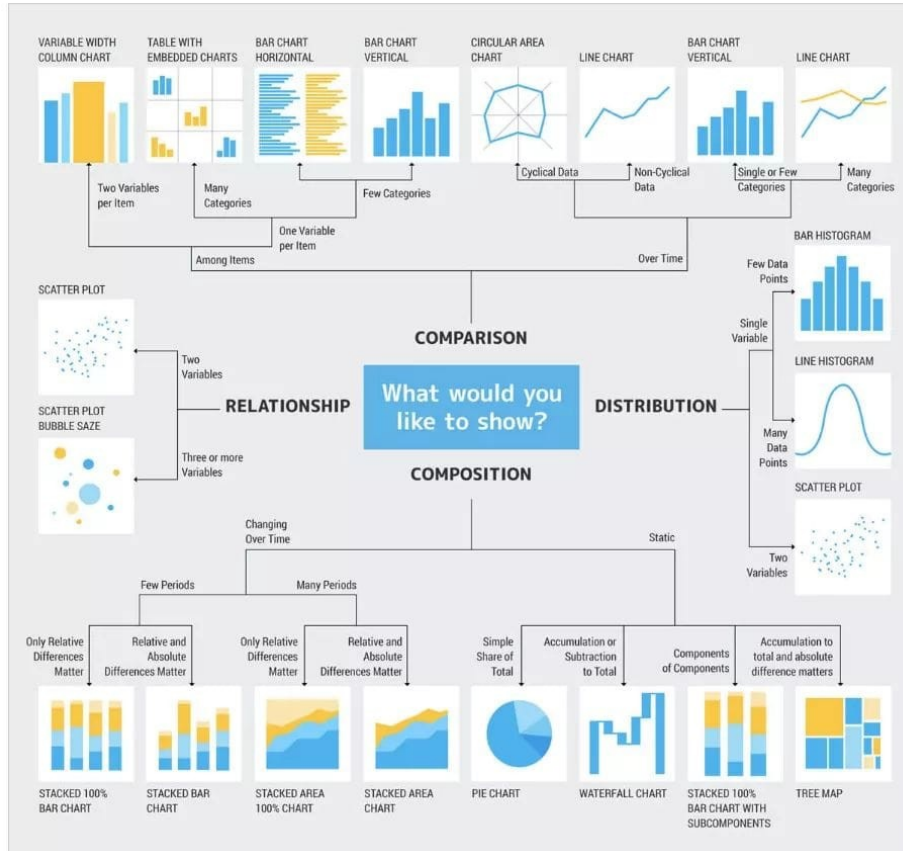 VARIABLE WIDTH
COLUMN CHART
TABLE WITH
EMBEDDED CHARTS
BAR CHART
HORIZONTAL
BAR CHART
VERTICAL
CIRCULAR AREA
CHART
LINE CHART
BAR CHART
VERTICAL
LINE CHART
Two Variables
per Item
Many
Categories
Few Categories
Cyclical Data
Non-Cyclical
Data
Single or Few
Categories
Many
Categories
One Variable
per Item
Among Items
Over Time
BAR HISTOGRAM
Few Data
Points
Single
Variable
LINE HISTOGRAM
Many
Data
Points
SCATTER PLOT
Two
Variables
SCATTER PLOT
Two
Variables
SCATTER PLOT
BUBBLE SAZE
Three or more
Variables
COMPARISON
RELATIONSHIP
What would you
like to show?
DISTRIBUTION
COMPOSITION
Changing
Over Time
Static
Few Periods
Many Periods
Only Relative
Differences
Matter
Relative and
Absolute
Differences Matter
Only Relative
Differences
Matter
Relative and
Absolute
Differences Matter
Simple
Share of
Total
Accumulation or
Subtraction
to Total
Components
of Components
Accumulation to
total and absolute
difference matters
STACKED 100%
BAR CHART
STACKED BAR
CHART
STACKED AREA
100% CHART
STACKED AREA
CHART
PIE CHART
WATERFALL CHART
STACKED 100%
BAR CHART WITH
SUBCOMPONENTS
TREE MAP